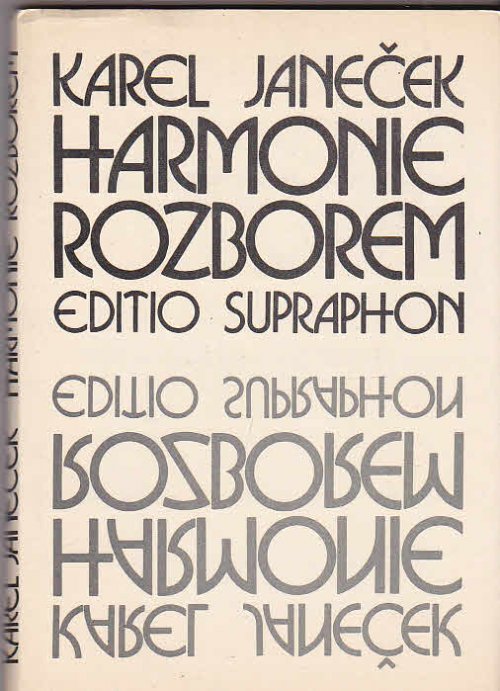 KAREL JANEČEK
HARMONIE
ROZBOREM
EDITIO SUPRAPHON
EDITIO SUPRAPHON
ROZBOREM
HARMONIE
KAREL JANEČEK
KAREL JANEČEK HARMONIE ROZBOREM